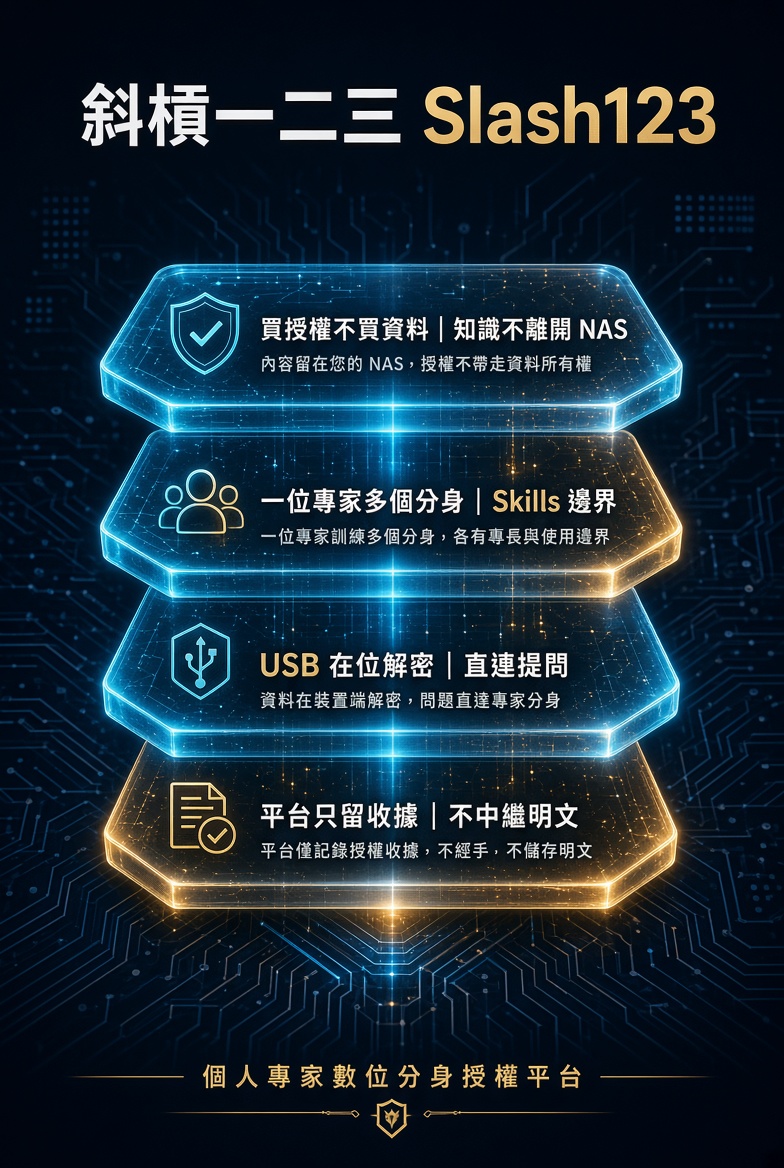 斜槓一二三 Slash123
買授權不買資料｜知識不離開 NAS
內容留在您的 NAS，授權不帶走資料所有權
一位專家多個分身｜Skills 邊界
一位專家訓練多個分身，各有專長與使用邊界
USB 在位解密｜直連提問
資料在裝置端解密，問題直達專家分身
平台只留收據｜不中繼明文
平台僅記錄授權收據，不經手，不儲存明文
個人專家數位分身授權平台